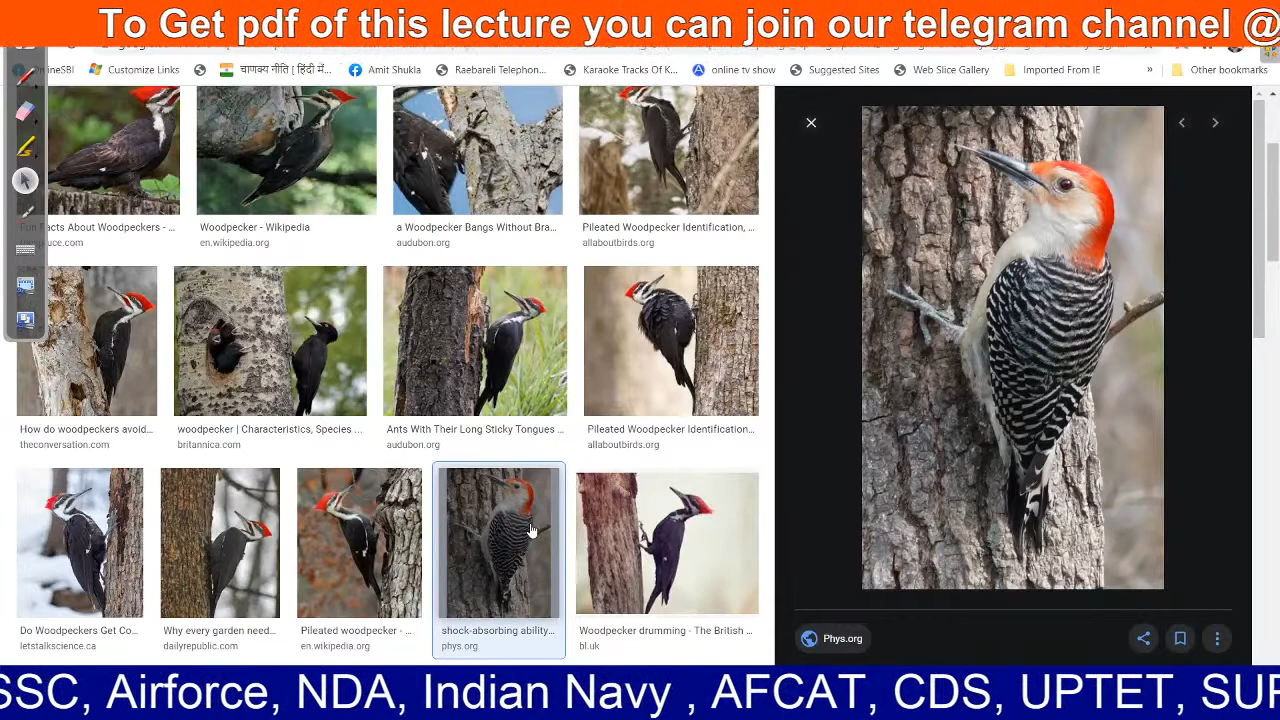 To Get pdf of this lecture you can join our telegram channel @
Customize Links
चाणक्य नीति [ हिंदी में...
Amit Shukla
Raebareli Telephon...
Karaoke Tracks Of K...
online tv show
Suggested Sites
Web Slice Gallery
Imported From IE
»
Other bookmarks
Facts About Woodpeckers - ...
Woodpecker - Wikipedia
en.wikipedia.org
a Woodpecker Bangs Without Bra...
audubon.org
Pileated Woodpecker Identification, ...
allaboutbirds.org
How do woodpeckers avoid...
theconversation.com
woodpecker | Characteristics, Species ...
britannica.com
Ants With Their Long Sticky Tongues ...
audubon.org
Pileated Woodpecker Identification...
allaboutbirds.org
Do Woodpeckers Get Co...
letstalkscience.ca
Why every garden need...
dailyrepublic.com
Pileated woodpecker - ...
en.wikipedia.org
shock-absorbing ability...
phys.org
Woodpecker drumming - The British ...
bl.uk
Phys.org
SSC, Airforce, NDA, Indian Navy , AFCAT, CDS, UPTET, SUP